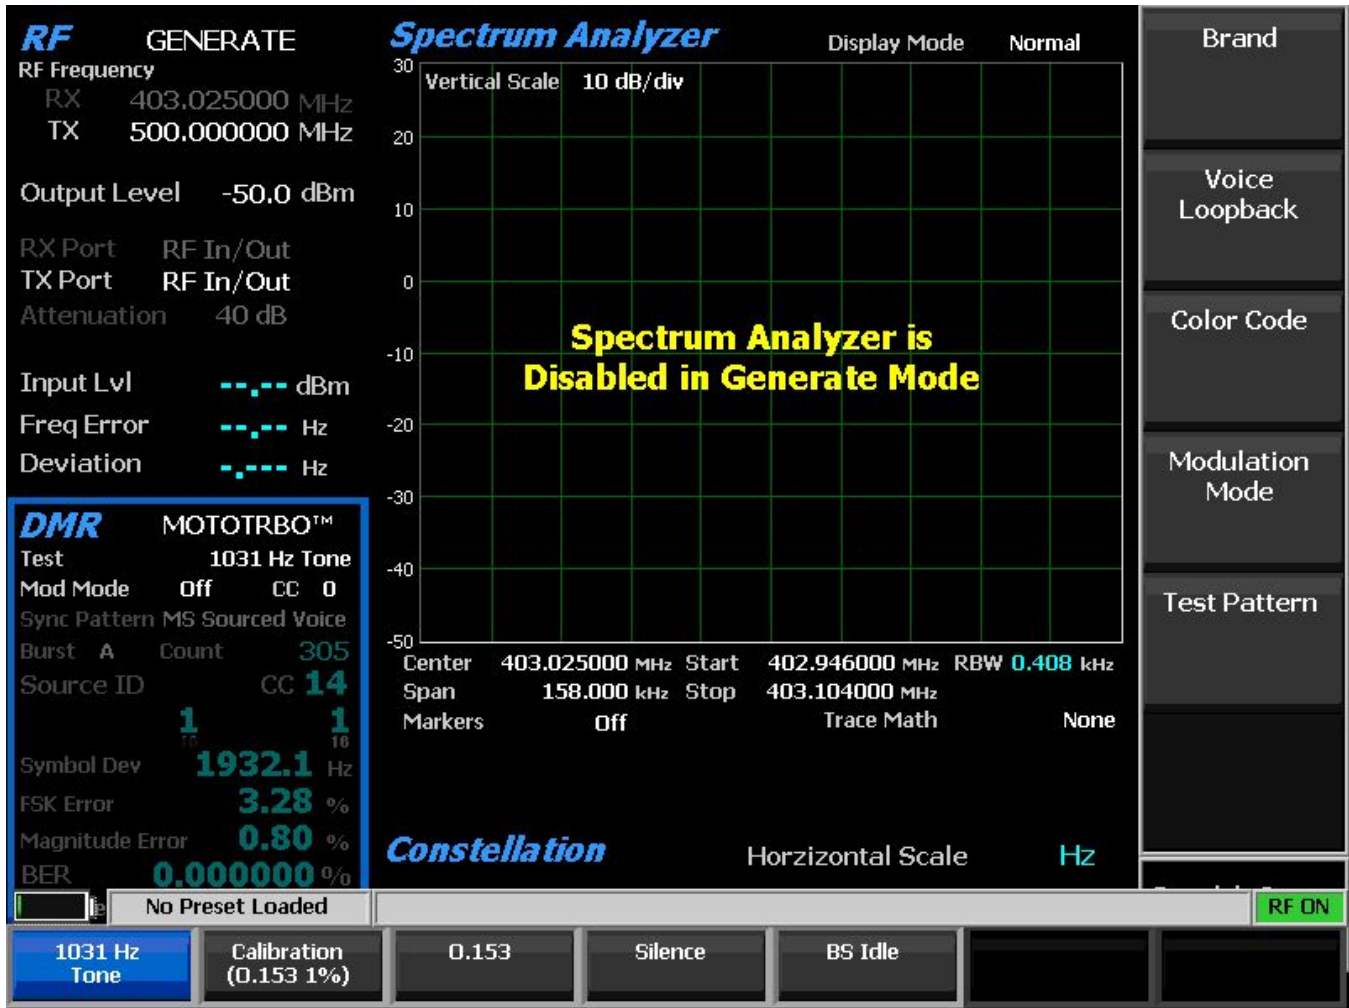 RF GENERATE
RF Frequency
RX 403.025000 MHz
TX 500.000000 MHz
Output Level -50.0 dBm
RX Port RF In/Out
TX Port RF In/Out
Attenuation 40 dB
Input Lvl --.-- dBm
Freq Error --.-- Hz
Deviation -.--- Hz
DMR MOTOTRBO™
Test 1031 Hz Tone
Mod Mode Off CC 0
Sync Pattern MS Sourced Voice
Burst A Count 305
Source ID CC 14
1 1
10 16
Symbol Dev 1932.1 Hz
FSK Error 3.28 %
Magnitude Error 0.80 %
BER 0.000000 %
Spectrum Analyzer Display Mode Normal
Vertical Scale 10 dB/div
30
20
10
0
-10
-20
-30
-40
-50
Spectrum Analyzer is
Disabled in Generate Mode
Center 403.025000 MHz Start 402.946000 MHz RBW 0.408 kHz
Span 158.000 kHz Stop 403.104000 MHz
Markers Off Trace Math None
Constellation Horzizontal Scale Hz
Brand
Voice
Loopback
Color Code
Modulation
Mode
Test Pattern
No Preset Loaded
RF ON
1031 Hz
Tone
Calibration
(0.153 1%)
0.153
Silence
BS Idle